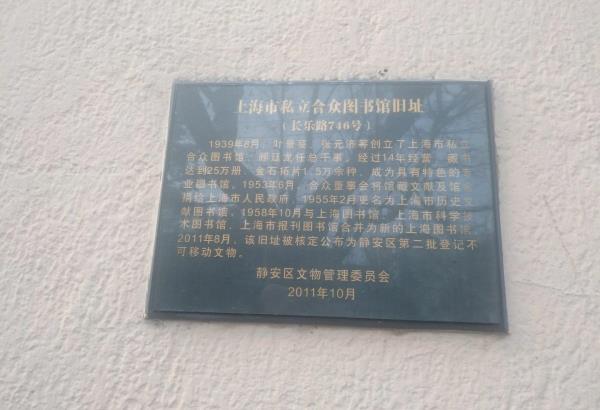 上海市私立合众图书馆旧址
（长乐路746号）
1939年8月，叶景葵、张元济等创立了上海市私立
合众图书馆，顾廷龙任总干事。经过14年经营，藏书
达到25万册，金石拓片1.5万余种，成为具有特色的专
业图书馆。1953年6月，合众董事会将馆藏文献及馆舍
捐给上海市人民政府，1955年2月更名为上海市历史文
献图书馆，1958年10月与上海图书馆、上海市科学技
术图书馆、上海市报刊图书馆合并为新的上海图书馆。
2011年8月，该旧址被核定公布为静安区第二批登记不
可移动文物。
静安区文物管理委员会
2011年10月